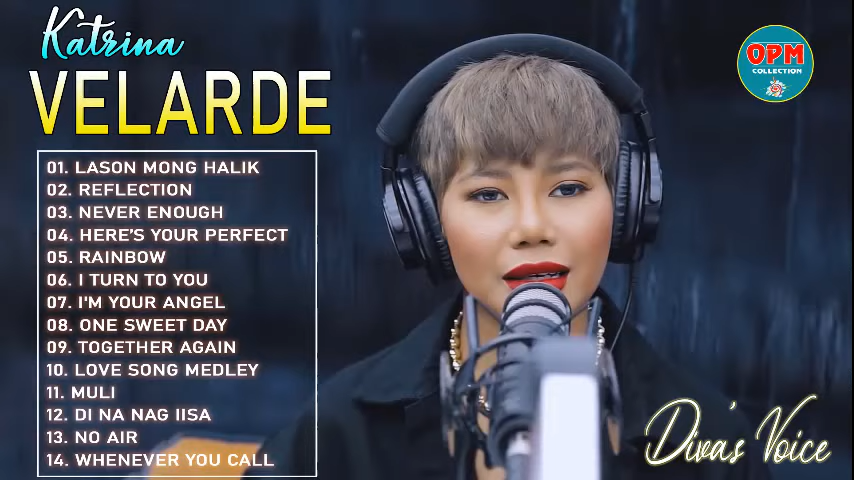 Katrina
VELARDE
OPM
COLLECTION
01. LASON MONG HALIK
02. REFLECTION
03. NEVER ENOUGH
04. HERE'S YOUR PERFECT
05. RAINBOW
06. I TURN TO YOU
07. I'M YOUR ANGEL
08. ONE SWEET DAY
09. TOGETHER AGAIN
10. LOVE SONG MEDLEY
11. MULI
12. DI NA NAG IISA
13. NO AIR
14. WHENEVER YOU CALL
Diva's Voice